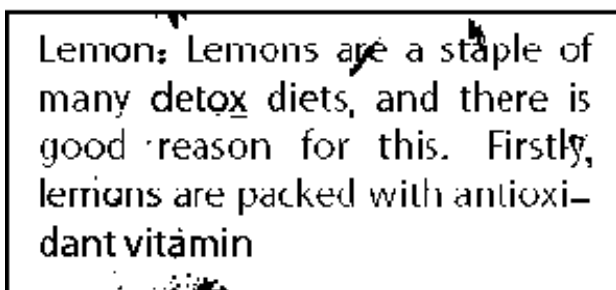 Lemon: Lemons are a staple of
many detox diets, and there is
good reason for this. Firstly,
lemons are packed with antioxi-
dant vitamin